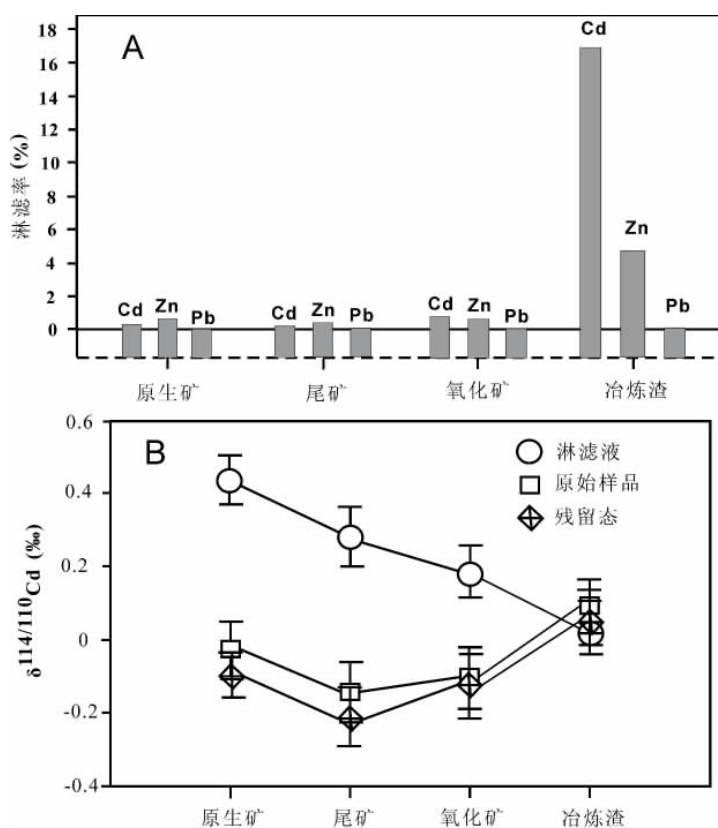 A
淋滤率 (%)
18
16
14
12
10
8
6
4
2
0
Cd Zn Pb
Cd Zn Pb
Cd Zn Pb
Cd Zn Pb
原生矿 尾矿 氧化矿 冶炼渣
B
δ114/110Cd (‰)
0.6
0.4
0.2
0
-0.2
-0.4
淋滤液
原始样品
残留态
原生矿 尾矿 氧化矿 冶炼渣